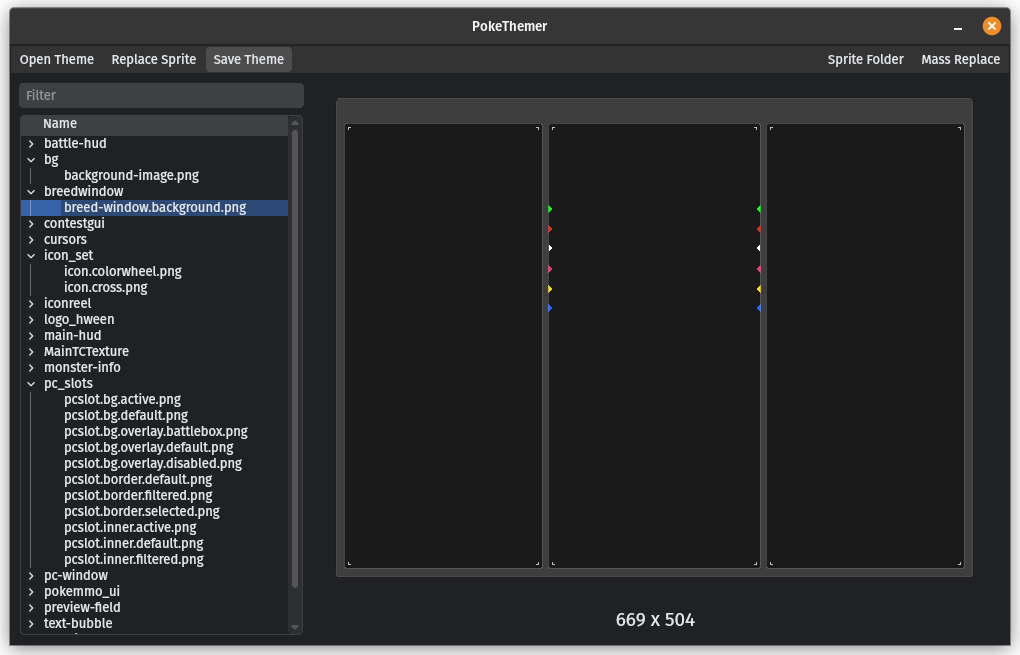 PokeThemer
Open Theme Replace Sprite Save Theme Sprite Folder Mass Replace
Filter
Name
battle-hud
bg
background-image.png
breedwindow
breed-window.background.png
contestgui
cursors
icon_set
icon.colorwheel.png
icon.cross.png
iconreel
logo_hween
main-hud
MainTCTexture
monster-info
pc_slots
pcslot.bg.active.png
pcslot.bg.default.png
pcslot.bg.overlay.battlebox.png
pcslot.bg.overlay.default.png
pcslot.bg.overlay.disabled.png
pcslot.border.default.png
pcslot.border.filtered.png
pcslot.border.selected.png
pcslot.inner.active.png
pcslot.inner.default.png
pcslot.inner.filtered.png
pc-window
pokemmo_ui
preview-field
text-bubble
669 x 504